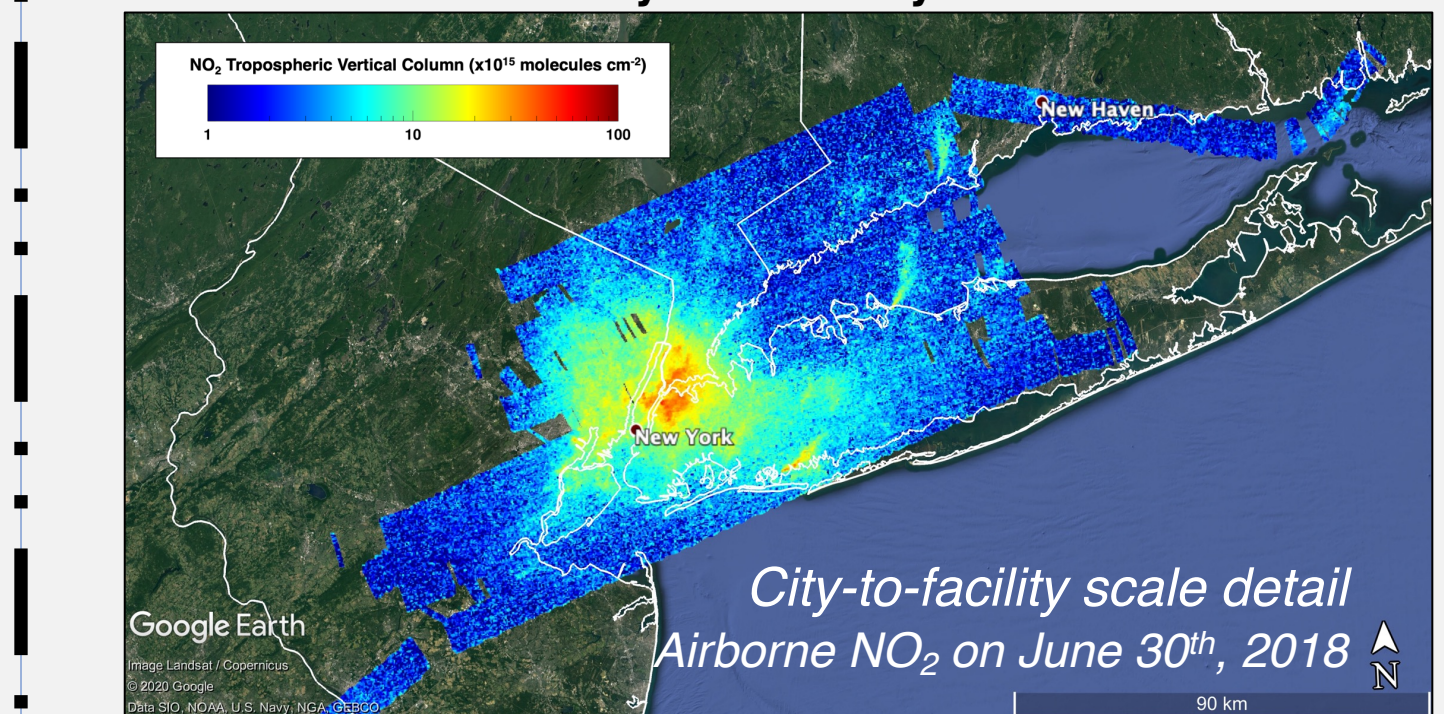 NO₂ Tropospheric Vertical Column (x10¹⁵ molecules cm⁻²)
1 10 100
New Haven
New York
City-to-facility scale detail
Airborne NO₂ on June 30ᵗʰ, 2018
N
Google Earth
Image Landsat / Copernicus
© 2020 Google
Data SIO, NOAA, U.S. Navy, NGA, GEBCO
90 km